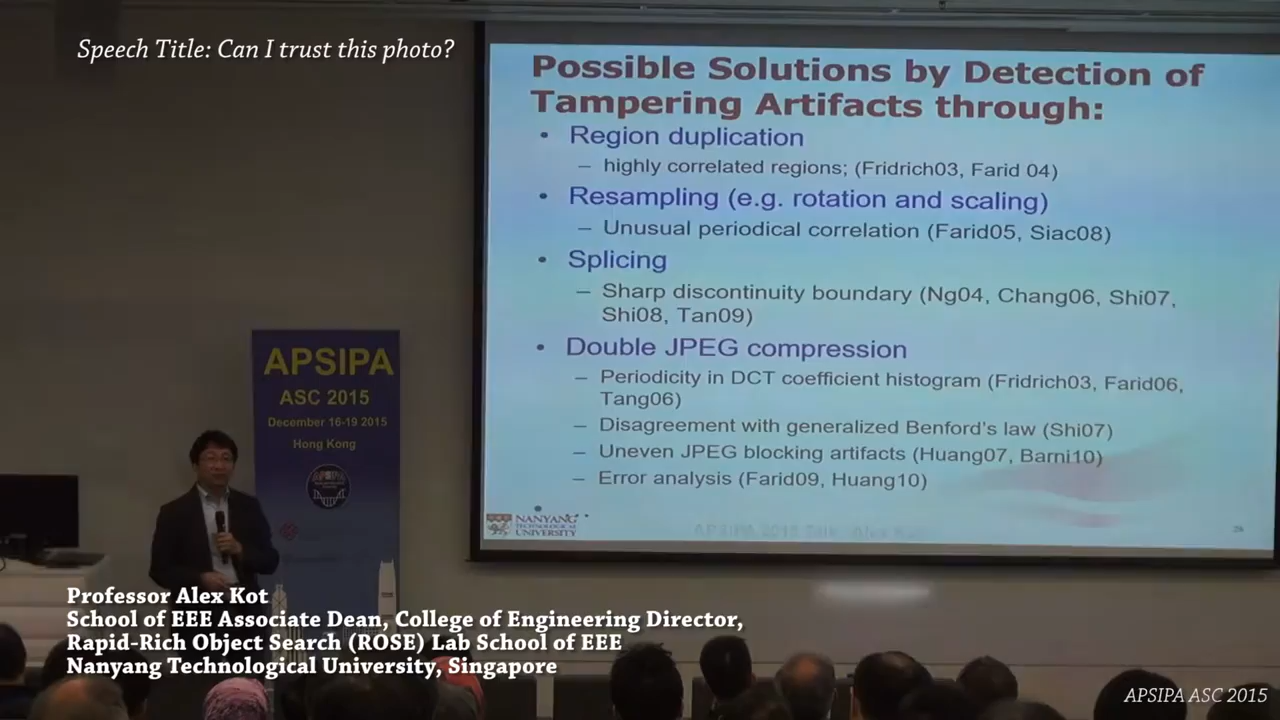 Speech Title: Can I trust this photo?
Possible Solutions by Detection of
Tampering Artifacts through:
• Region duplication
– highly correlated regions; (Fridrich03, Farid 04)
• Resampling (e.g. rotation and scaling)
– Unusual periodical correlation (Farid05, Siac08)
• Splicing
– Sharp discontinuity boundary (Ng04, Chang06, Shi07,
Shi08, Tan09)
• Double JPEG compression
– Periodicity in DCT coefficient histogram (Fridrich03, Farid06,
Tang06)
– Disagreement with generalized Benford's law (Shi07)
– Uneven JPEG blocking artifacts (Huang07, Barni10)
– Error analysis (Farid09, Huang10)
NANYANG
TECHNOLOGICAL
UNIVERSITY
APSIPA
ASC 2015
December 16-19 2015
Hong Kong
APSIPA
Professor Alex Kot
School of EEE Associate Dean, College of Engineering Director,
Rapid-Rich Object Search (ROSE) Lab School of EEE
Nanyang Technological University, Singapore
APSIPA ASC 2015